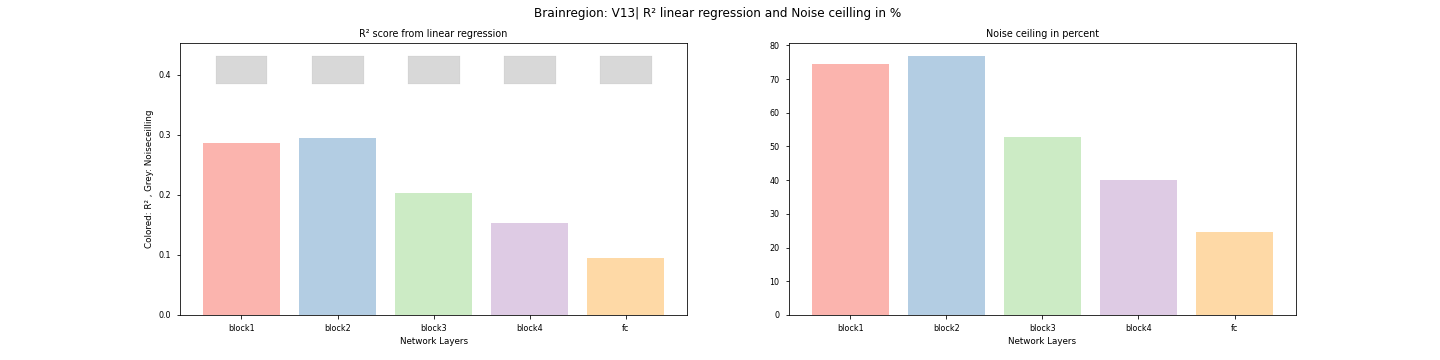 Brainregion: V13| R² linear regression and Noise ceilling in %
R² score from linear regression
Colored: R² , Grey: Noiseceilling
0.4
0.3
0.2
0.1
0.0
block1 block2 block3 block4 fc
Network Layers
Noise ceiling in percent
80
70
60
50
40
30
20
10
0
block1 block2 block3 block4 fc
Network Layers